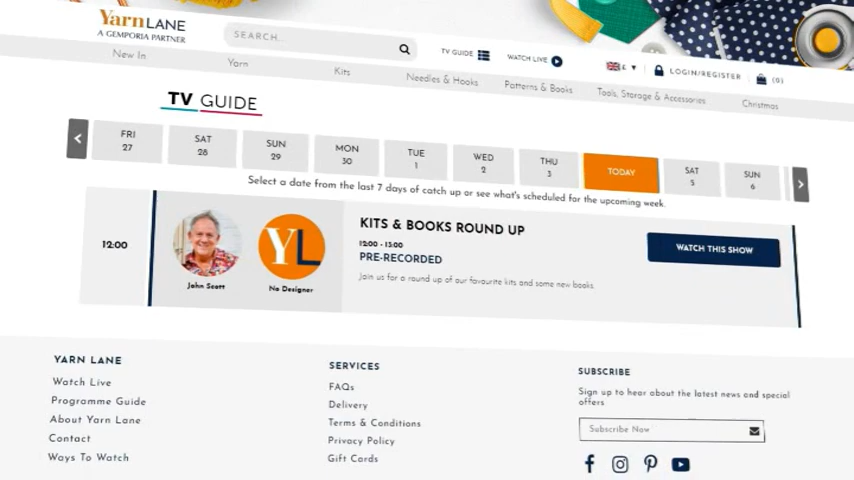 YarnLANE
A GEMPORIA PARTNER
SEARCH...
TV GUIDE
WATCH LIVE
£
LOGIN/REGISTER
(0)
New In
Yarn
Kits
Needles & Hooks
Patterns & Books
Tools, Storage & Accessories
Christmas
TV GUIDE
FRI
27
SAT
28
SUN
29
MON
30
TUE
1
WED
2
THU
3
TODAY
SAT
5
SUN
6
Select a date from the last 7 days of catch up or see what's scheduled for the upcoming week.
12:00
John Scott
YL
No Designer
KITS & BOOKS ROUND UP
12:00 - 13:00
PRE-RECORDED
Join us for a round up of our favourite kits and some new books.
WATCH THIS SHOW
YARN LANE
Watch Live
Programme Guide
About Yarn Lane
Contact
Ways To Watch
SERVICES
FAQs
Delivery
Terms & Conditions
Privacy Policy
Gift Cards
SUBSCRIBE
Sign up to hear about the latest news and special
offers
Subscribe Now